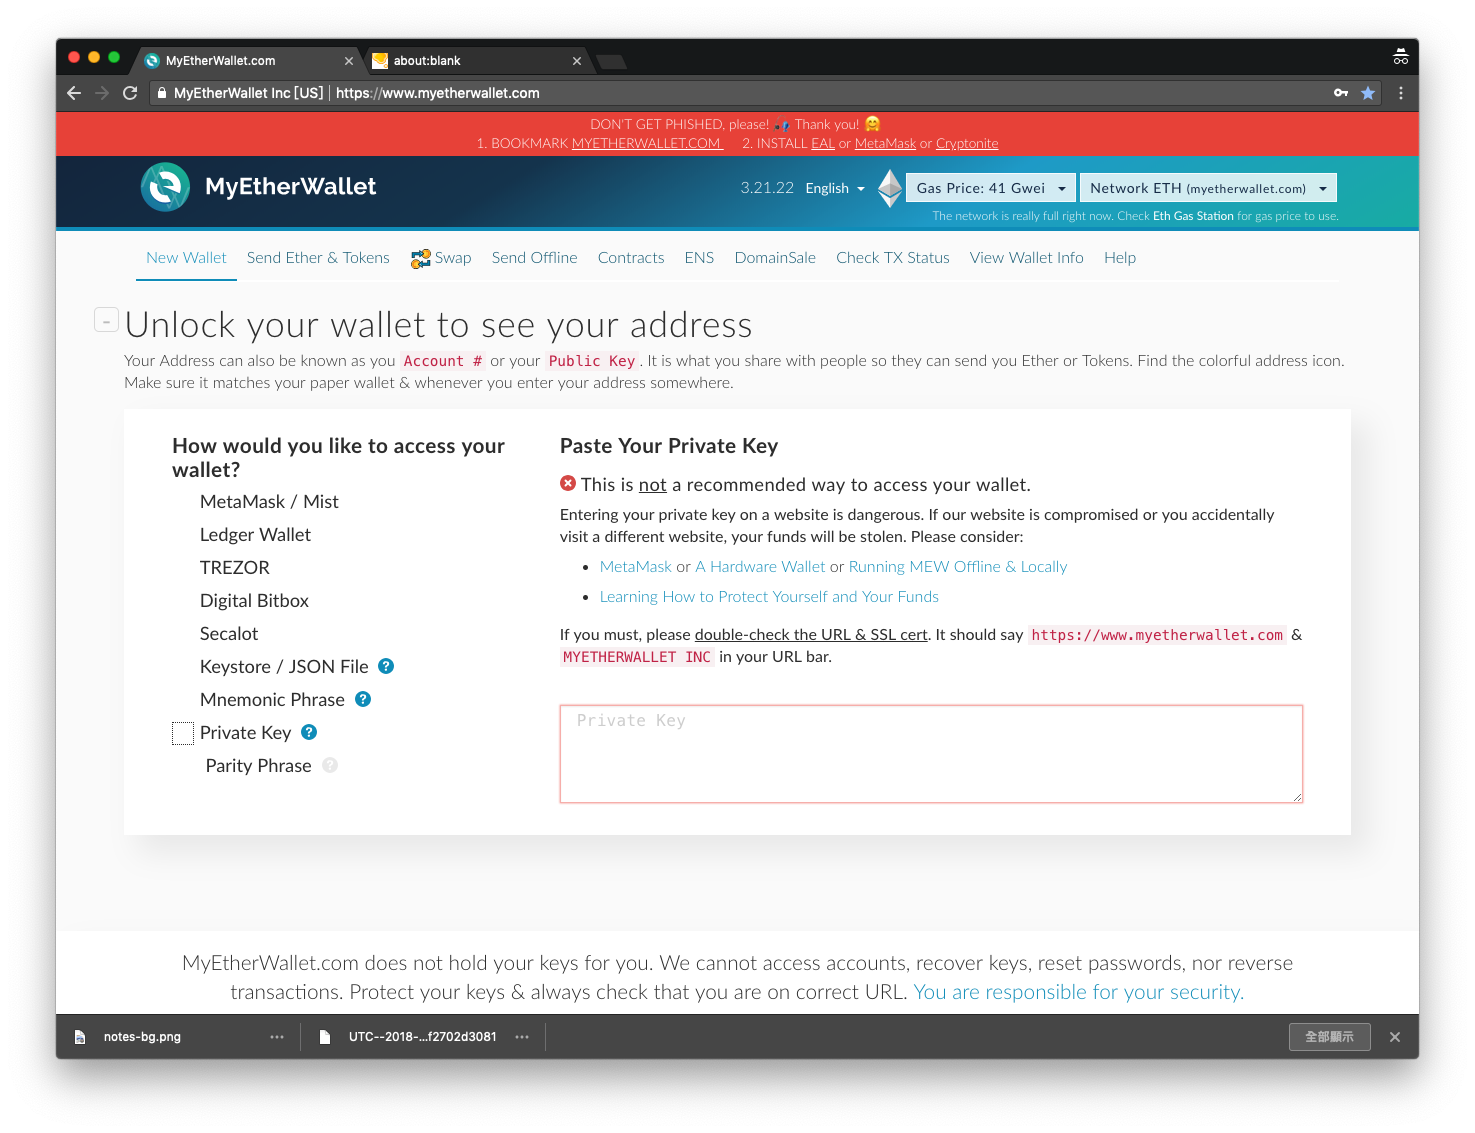 MyEtherWallet.com
about:blank
MyEtherWallet Inc [US] | https://www.myetherwallet.com
DON'T GET PHISHED, please! 🎣 Thank you! 🤗
1. BOOKMARK MYETHERWALLET.COM 2. INSTALL EAL or MetaMask or Cryptonite
MyEtherWallet
3.21.22 English
Gas Price: 41 Gwei
Network ETH (myetherwallet.com)
The network is really full right now. Check Eth Gas Station for gas price to use.
New Wallet Send Ether & Tokens Swap Send Offline Contracts ENS DomainSale Check TX Status View Wallet Info Help
-
Unlock your wallet to see your address
Your Address can also be known as you Account # or your Public Key. It is what you share with people so they can send you Ether or Tokens. Find the colorful address icon.
Make sure it matches your paper wallet & whenever you enter your address somewhere.
How would you like to access your
wallet?
MetaMask / Mist
Ledger Wallet
TREZOR
Digital Bitbox
Secalot
Keystore / JSON File ?
Mnemonic Phrase ?
Private Key ?
Parity Phrase ?
Paste Your Private Key
This is not a recommended way to access your wallet.
Entering your private key on a website is dangerous. If our website is compromised or you accidentally
visit a different website, your funds will be stolen. Please consider:
• MetaMask or A Hardware Wallet or Running MEW Offline & Locally
• Learning How to Protect Yourself and Your Funds
If you must, please double-check the URL & SSL cert. It should say https://www.myetherwallet.com &
MYETHERWALLET INC in your URL bar.
Private Key
MyEtherWallet.com does not hold your keys for you. We cannot access accounts, recover keys, reset passwords, nor reverse
transactions. Protect your keys & always check that you are on correct URL. You are responsible for your security.
notes-bg.png
UTC--2018-...f2702d3081
全部顯示